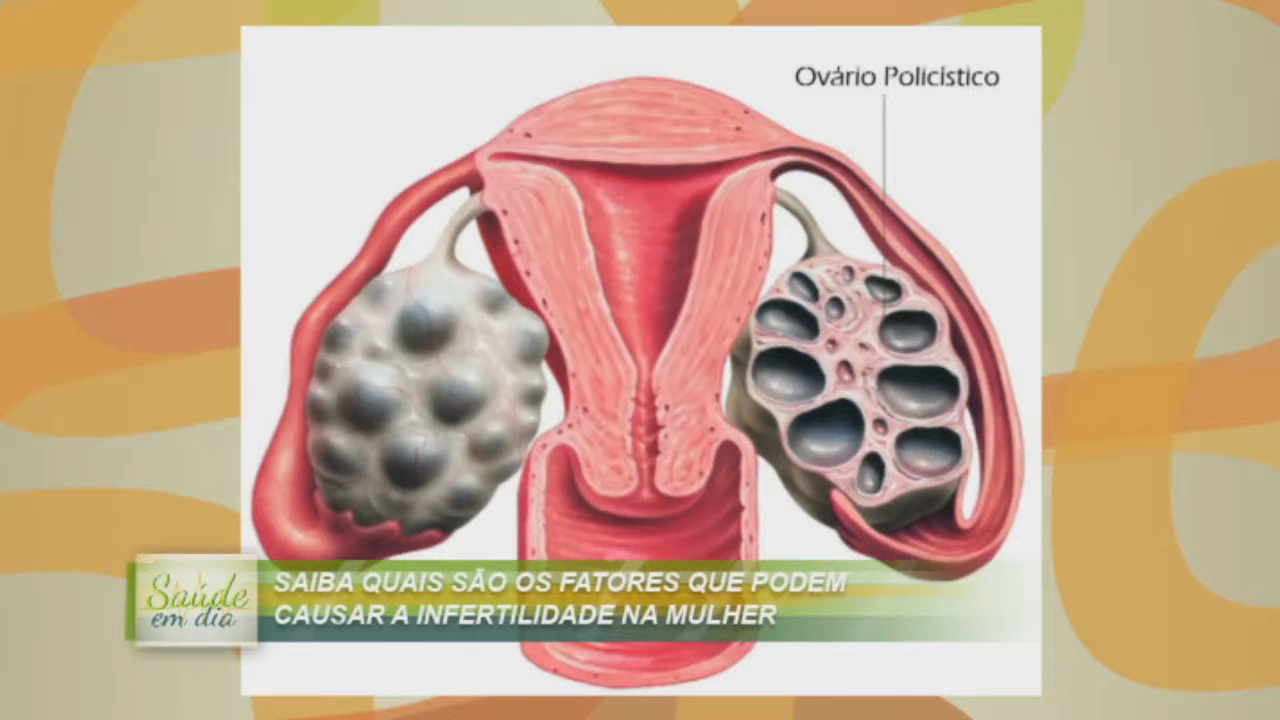 Ovário Policístico
Saúde
em dia
SAIBA QUAIS SÃO OS FATORES QUE PODEM
CAUSAR A INFERTILIDADE NA MULHER